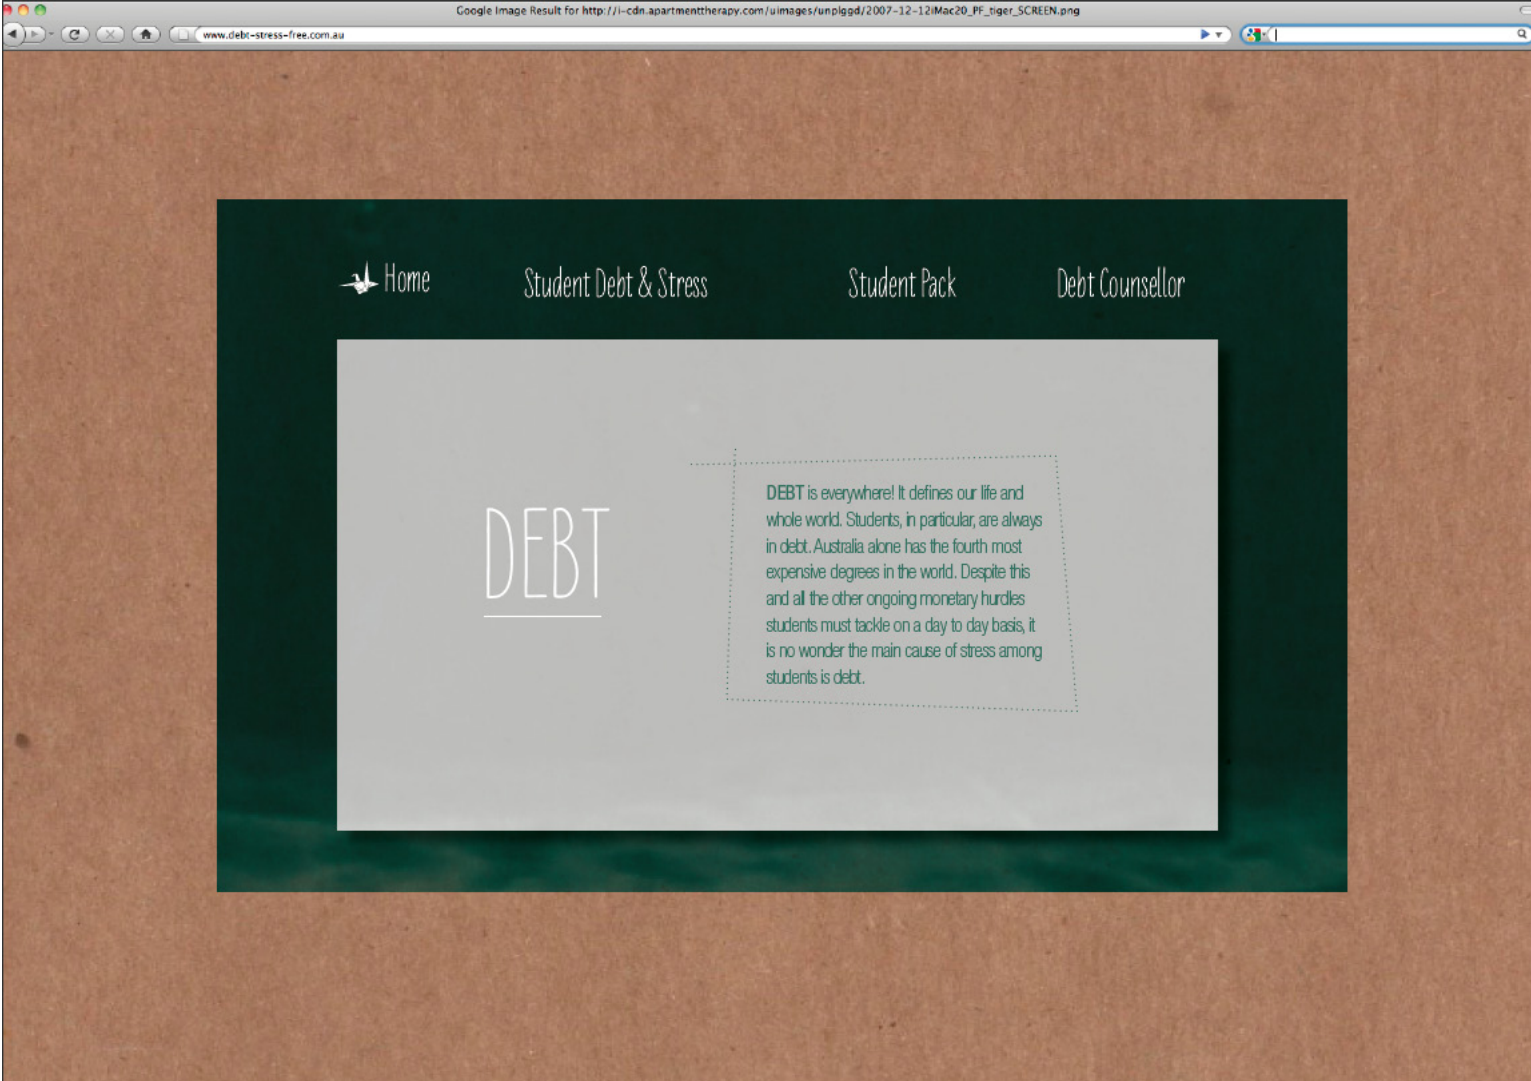 Google Image Result for http://i-cdn.apartmenttherapy.com/uimages/unplggd/2007-12-12iMac20_PF_tiger_SCREEN.png
www.debt-stress-free.com.au
Home Student Debt & Stress Student Pack Debt Counsellor
DEBT
DEBT is everywhere! It defines our life and
whole world. Students, in particular, are always
in debt. Australia alone has the fourth most
expensive degrees in the world. Despite this
and all the other ongoing monetary hurdles
students must tackle on a day to day basis, it
is no wonder the main cause of stress among
students is debt.